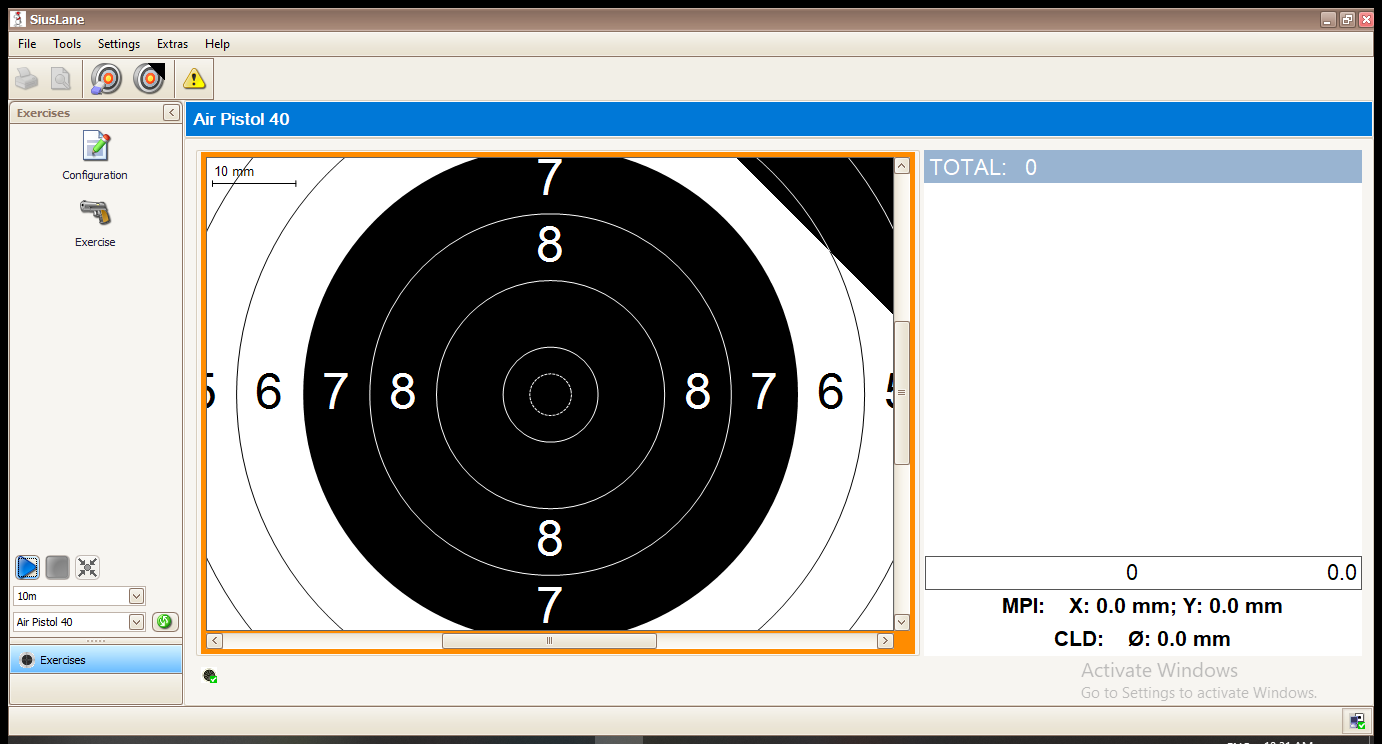 SiusLane
File Tools Settings Extras Help
Exercises
Air Pistol 40
Configuration
Exercise
10 mm
TOTAL: 0
7
8
6 7 8 8 7 6
8
7
10m
Air Pistol 40
Exercises
0 0.0
MPI: X: 0.0 mm; Y: 0.0 mm
CLD: Ø: 0.0 mm
Activate Windows
Go to Settings to activate Windows.